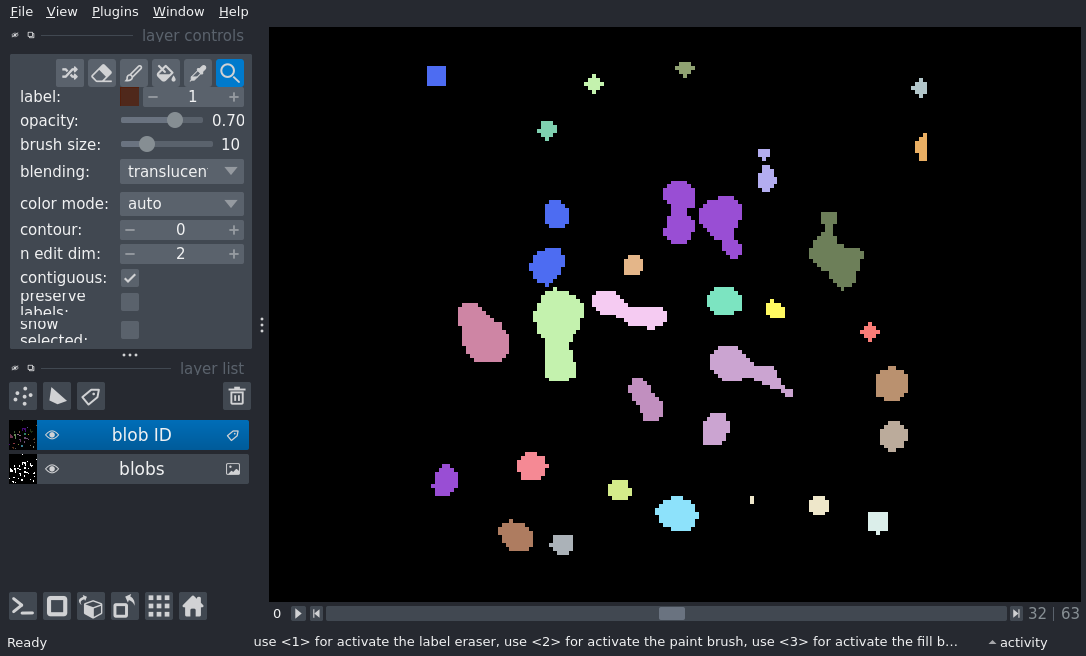 File View Plugins Window Help
layer controls
label: 1
opacity: 0.70
brush size: 10
blending: translucen
color mode: auto
contour: 0
n edit dim: 2
contiguous:
preserve
labels:
show
selected:
layer list
blob ID
blobs
0 32 63
Ready use <1> for activate the label eraser, use <2> for activate the paint brush, use <3> for activate the fill b... activity